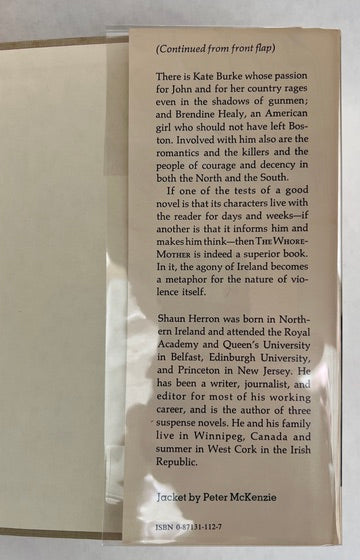 (Continued from front flap)
There is Kate Burke whose passion
for John and for her country rages
even in the shadows of gunmen;
and Brendine Healy, an American
girl who should not have left Bos-
ton. Involved with him also are the
romantics and the killers and the
people of courage and decency in
both the North and the South.
If one of the tests of a good
novel is that its characters live with
the reader for days and weeks—if
another is that it informs him and
makes him think—then THE WHORE-
MOTHER is indeed a superior book.
In it, the agony of Ireland becomes
a metaphor for the nature of vio-
lence itself.
Shaun Herron was born in North-
ern Ireland and attended the Royal
Academy and Queen's University
in Belfast, Edinburgh University,
and Princeton in New Jersey. He
has been a writer, journalist, and
editor for most of his working
career, and is the author of three
suspense novels. He and his family
live in Winnipeg, Canada and
summer in West Cork in the Irish
Republic.
Jacket by Peter McKenzie
ISBN 0-87131-112-7